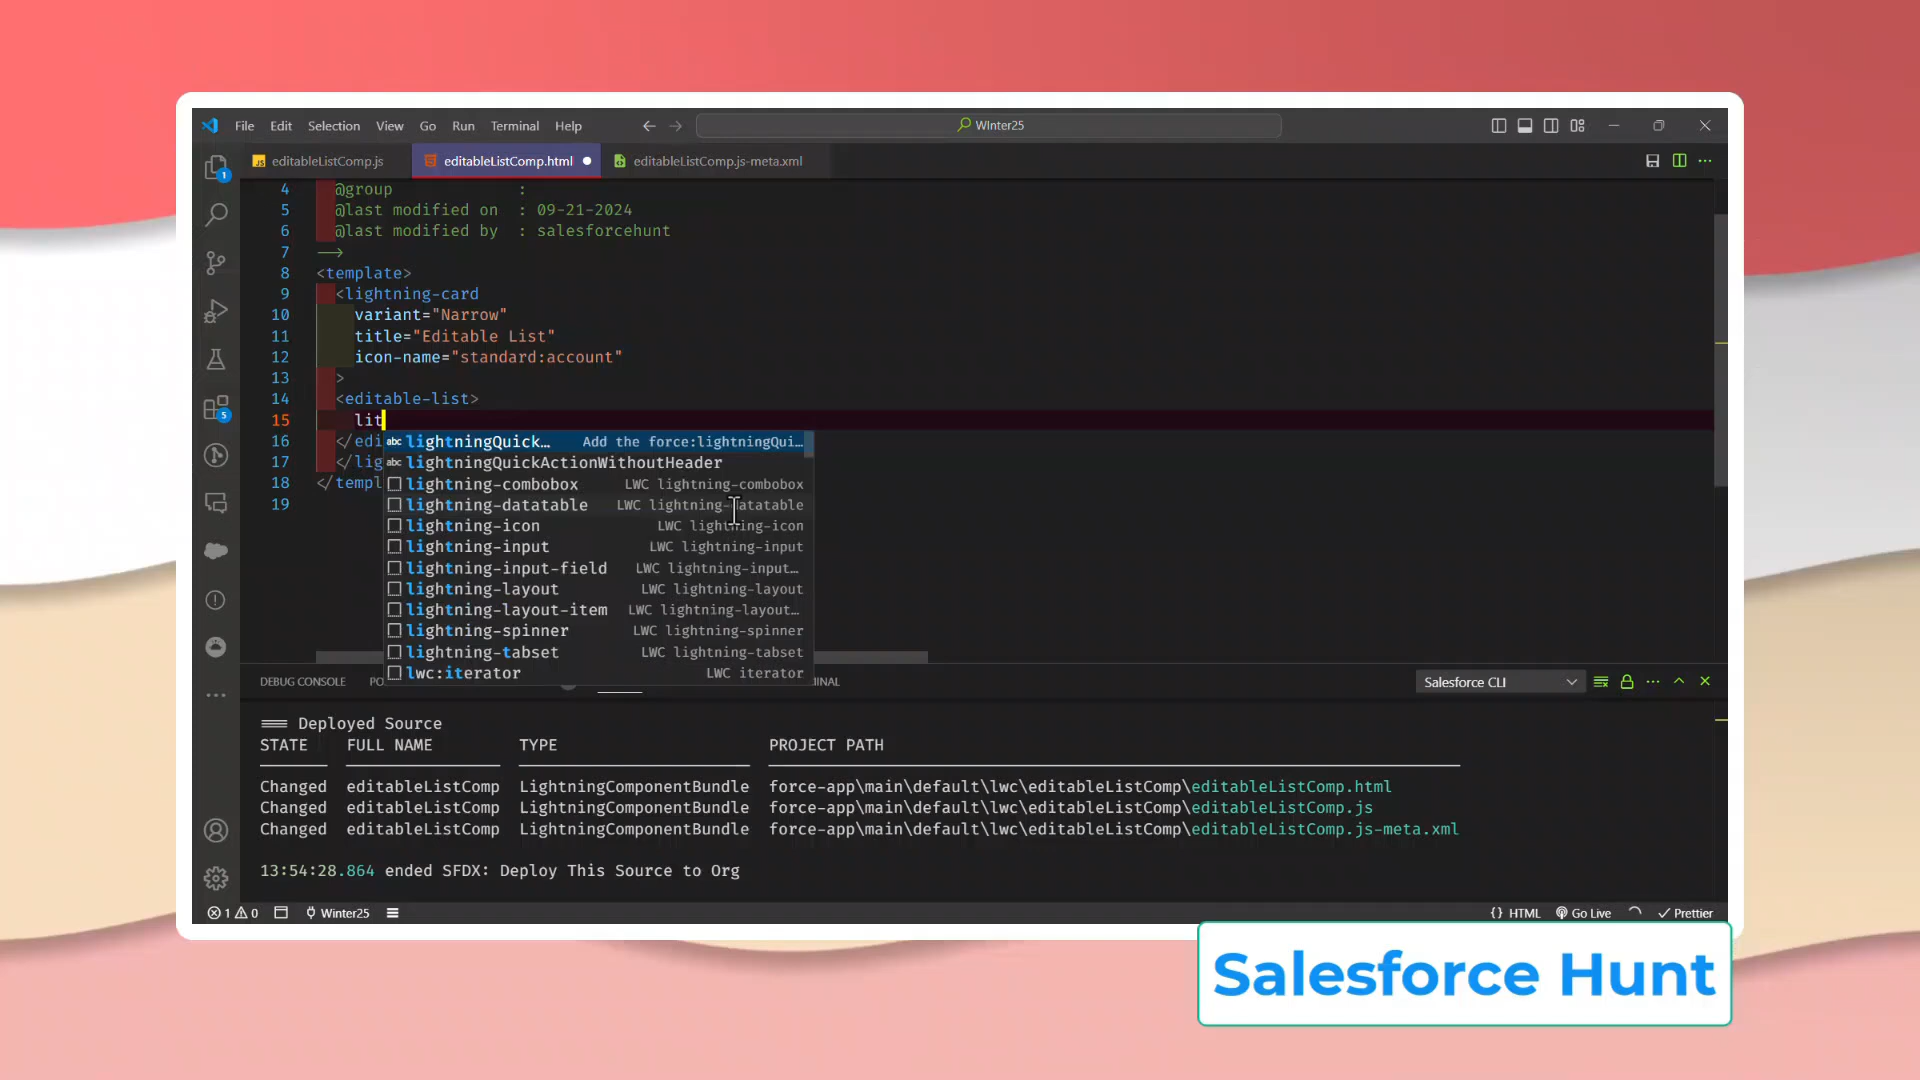 File Edit Selection View Go Run Terminal Help
WInter25
editableListComp.js editableListComp.html editableListComp.js-meta.xml
4 @group :
5 @last modified on : 09-21-2024
6 @last modified by : salesforcehunt
7 -->
8 <template>
9 <lightning-card
10 variant="Narrow"
11 title="Editable List"
12 icon-name="standard:account"
13 >
14 <editable-list>
15 lit
16 </edi
17 </lig
18 </templ
19
lightningQuick… Add the force:lightningQui…
lightningQuickActionWithoutHeader
lightning-combobox LWC lightning-combobox
lightning-datatable LWC lightning-datatable
lightning-icon LWC lightning-icon
lightning-input LWC lightning-input
lightning-input-field LWC lightning-input…
lightning-layout LWC lightning-layout
lightning-layout-item LWC lightning-layout…
lightning-spinner LWC lightning-spinner
lightning-tabset LWC lightning-tabset
lwc:iterator LWC iterator
1
5
DEBUG CONSOLE PO INAL Salesforce CLI
=== Deployed Source
STATE FULL NAME TYPE PROJECT PATH
Changed editableListComp LightningComponentBundle force-app\main\default\lwc\editableListComp\editableListComp.html
Changed editableListComp LightningComponentBundle force-app\main\default\lwc\editableListComp\editableListComp.js
Changed editableListComp LightningComponentBundle force-app\main\default\lwc\editableListComp\editableListComp.js-meta.xml
13:54:28.864 ended SFDX: Deploy This Source to Org
1 0 Winter25 {} HTML Go Live Prettier
Salesforce Hunt